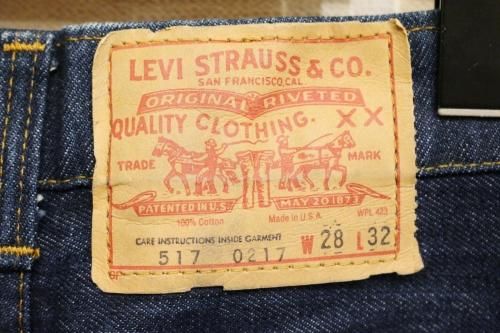 LEVI STRAUSS & CO.
SAN FRANCISCO, CAL.
ORIGINAL RIVETED
QUALITY CLOTHING. XX
TRADE MARK
PATENTED IN U.S. MAY 20 1873
100% Cotton Made in U.S.A. WPL 423
CARE INSTRUCTIONS INSIDE GARMENT
517 0217 W 28 L 32